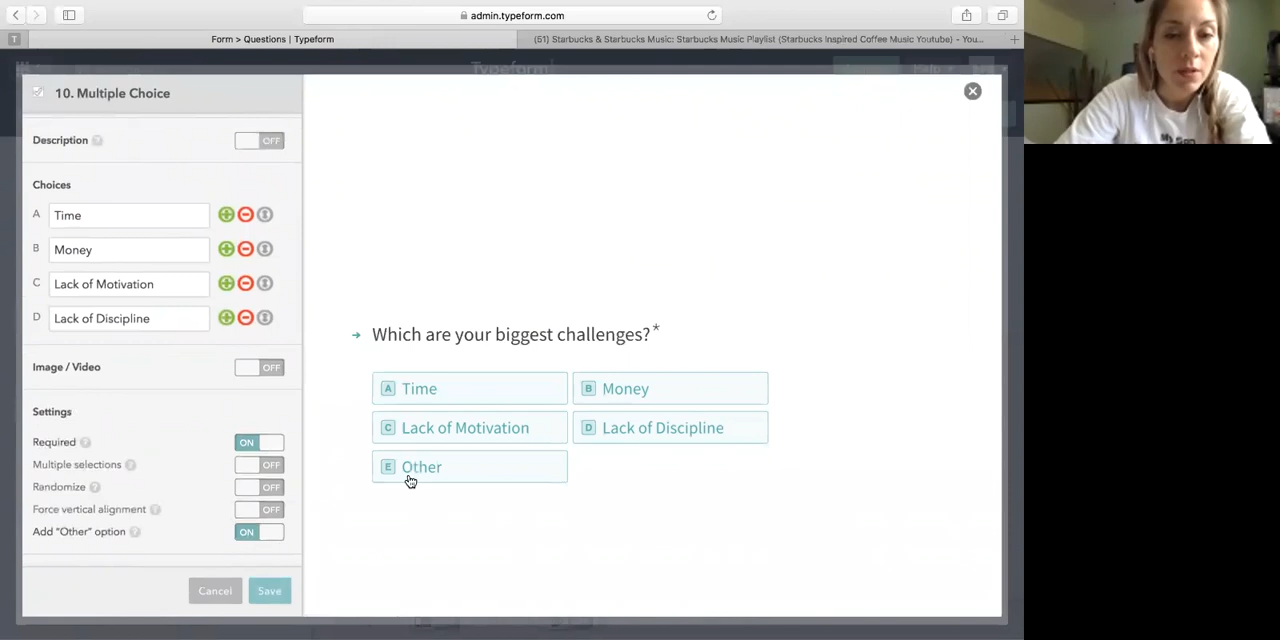 admin.typeform.com
T
Form > Questions | Typeform
(51) Starbucks & Starbucks Music: Starbucks Music Playlist (Starbucks Inspired Coffee Music Youtube) - You...
Typeform
Help
10. Multiple Choice
Description ?
OFF
Choices
A Time
B Money
C Lack of Motivation
D Lack of Discipline
Image / Video
OFF
Settings
Required ? ON
Multiple selections ? OFF
Randomize ? OFF
Force vertical alignment ? OFF
Add "Other" option ? ON
Cancel
Save
Which are your biggest challenges?*
A Time
B Money
C Lack of Motivation
D Lack of Discipline
E Other